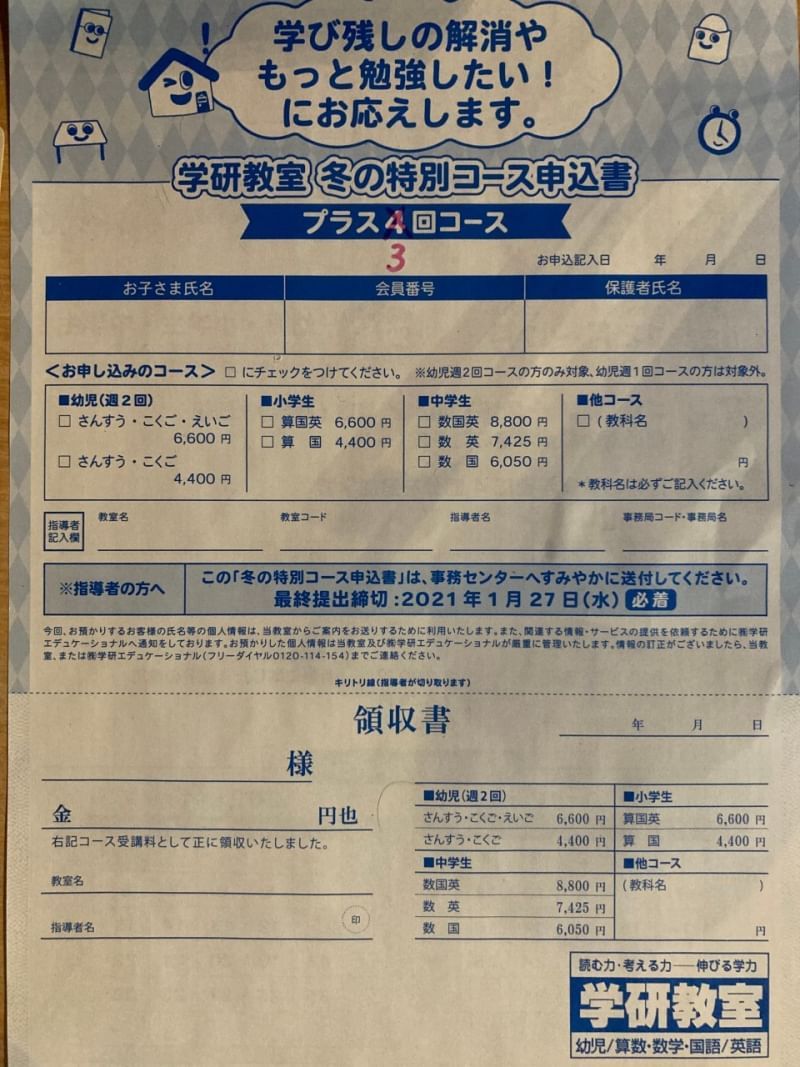 学び残しの解消や
もっと勉強したい！
にお応えします。
学研教室 冬の特別コース申込書
プラス4回コース
3
お申込記入日 年 月 日
お子さま氏名 会員番号 保護者氏名
＜お申し込みのコース＞ □ にチェックをつけてください。 ※幼児週2回コースの方のみ対象、幼児週1回コースの方は対象外。
■幼児(週2回)
□ さんすう・こくご・えいご
6,600 円
□ さんすう・こくご
4,400 円
■小学生
□ 算国英 6,600 円
□ 算 国 4,400 円
■中学生
□ 数国英 8,800 円
□ 数 英 7,425 円
□ 数 国 6,050 円
■他コース
□ (教科名 )
円
＊教科名は必ずご記入ください。
指導者
記入欄
教室名 教室コード 指導者名 事務局コード・事務局名
※指導者の方へ
この「冬の特別コース申込書」は、事務センターへすみやかに送付してください。
最終提出締切:2021年1月27日(水) 必着
今回、お預かりするお客様の氏名等の個人情報は、当教室からご案内をお送りするために利用いたします。また、関連する情報・サービスの提供を依頼するために㈱学研
エデュケーショナルへ通知をしております。お預かりした個人情報は当教室及び㈱学研エデュケーショナルが厳重に管理いたします。情報の訂正がございましたら、当教
室、または㈱学研エデュケーショナル(フリーダイヤル0120-114-154)までご連絡ください。
キリトリ線(指導者が切り取ります)
領収書
年 月 日
様
金 円也
右記コース受講料として正に領収いたしました。
教室名
指導者名 印
■幼児(週2回)
さんすう・こくご・えいご 6,600 円
さんすう・こくご 4,400 円
■小学生
算国英 6,600 円
算 国 4,400 円
■中学生
数国英 8,800 円
数 英 7,425 円
数 国 6,050 円
■他コース
(教科名 )
円
読む力・考える力──伸びる学力
学研教室
幼児/算数・数学・国語/英語